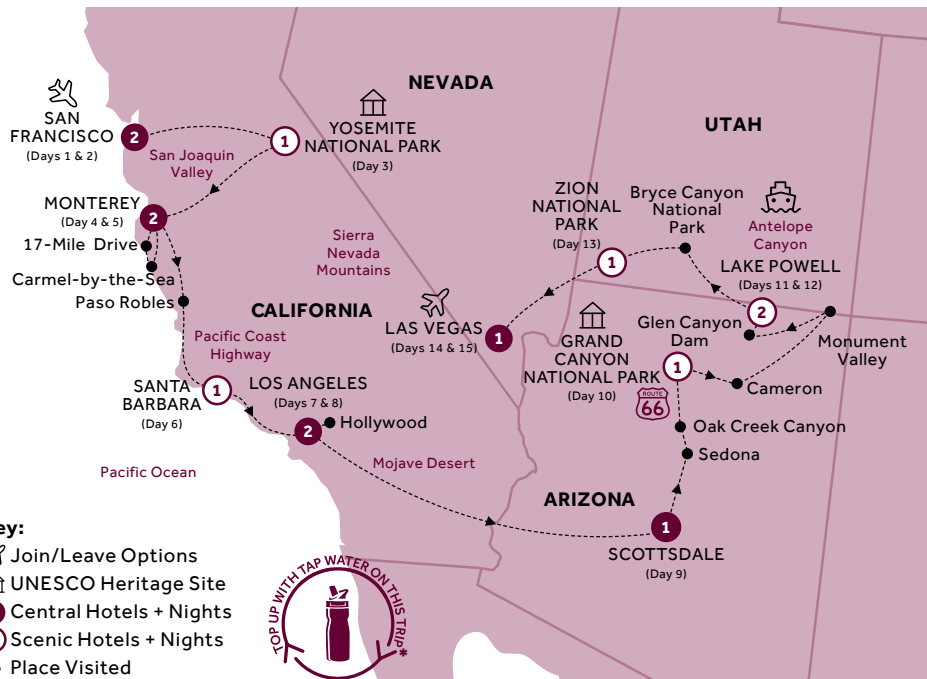 NEVADA
UTAH
SAN
FRANCISCO
(Days 1 & 2)
2
1
YOSEMITE
NATIONAL PARK
(Day 3)
San Joaquin
Valley
MONTEREY
(Day 4 & 5)
2
17-Mile Drive
Carmel-by-the-Sea
Paso Robles
Sierra
Nevada
Mountains
CALIFORNIA
Pacific Coast
Highway
ZION
NATIONAL
PARK
(Day 13)
1
Bryce Canyon
National
Park
Antelope
Canyon
LAKE POWELL
(Days 11 & 12)
2
Glen Canyon
Dam
Monument
Valley
LAS VEGAS
(Days 14 & 15)
1
GRAND
CANYON
NATIONAL PARK
(Day 10)
1
ROUTE
66
Cameron
Oak Creek Canyon
Sedona
SANTA
BARBARA
(Day 6)
1
LOS ANGELES
(Days 7 & 8)
2
Hollywood
Mojave Desert
Pacific Ocean
ARIZONA
1
SCOTTSDALE
(Day 9)
ey:
Join/Leave Options
UNESCO Heritage Site
Central Hotels + Nights
Scenic Hotels + Nights
Place Visited
TOP UP WITH TAP WATER ON THIS TRIP*